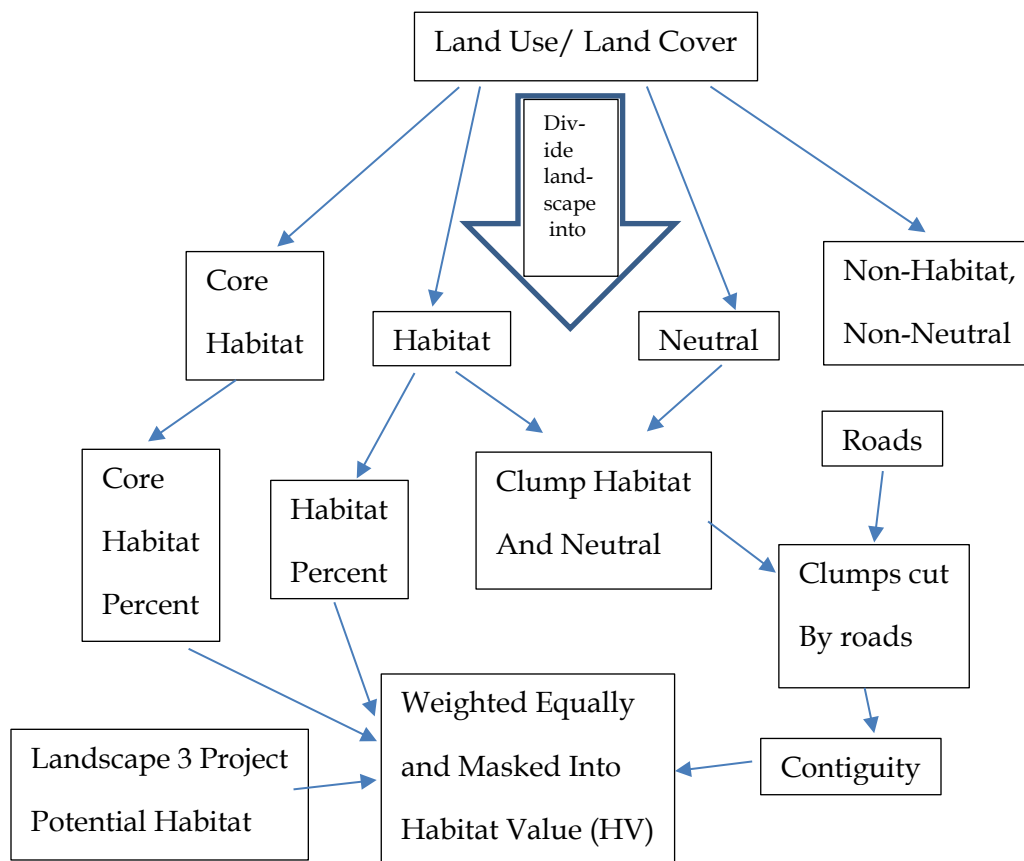 Land Use/ Land Cover
Div-
ide
land-
scape
into
Core
Habitat
Habitat
Neutral
Non-Habitat,
Non-Neutral
Core
Habitat
Percent
Habitat
Percent
Clump Habitat
And Neutral
Roads
Clumps cut
By roads
Landscape 3 Project
Potential Habitat
Weighted Equally
and Masked Into
Habitat Value (HV)
Contiguity